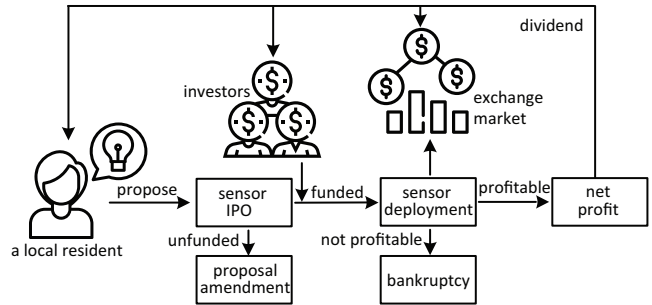 dividend
investors
exchange
market
propose
sensor
IPO
funded
sensor
deployment
profitable
net
profit
a local resident
unfunded
not profitable
proposal
amendment
bankruptcy